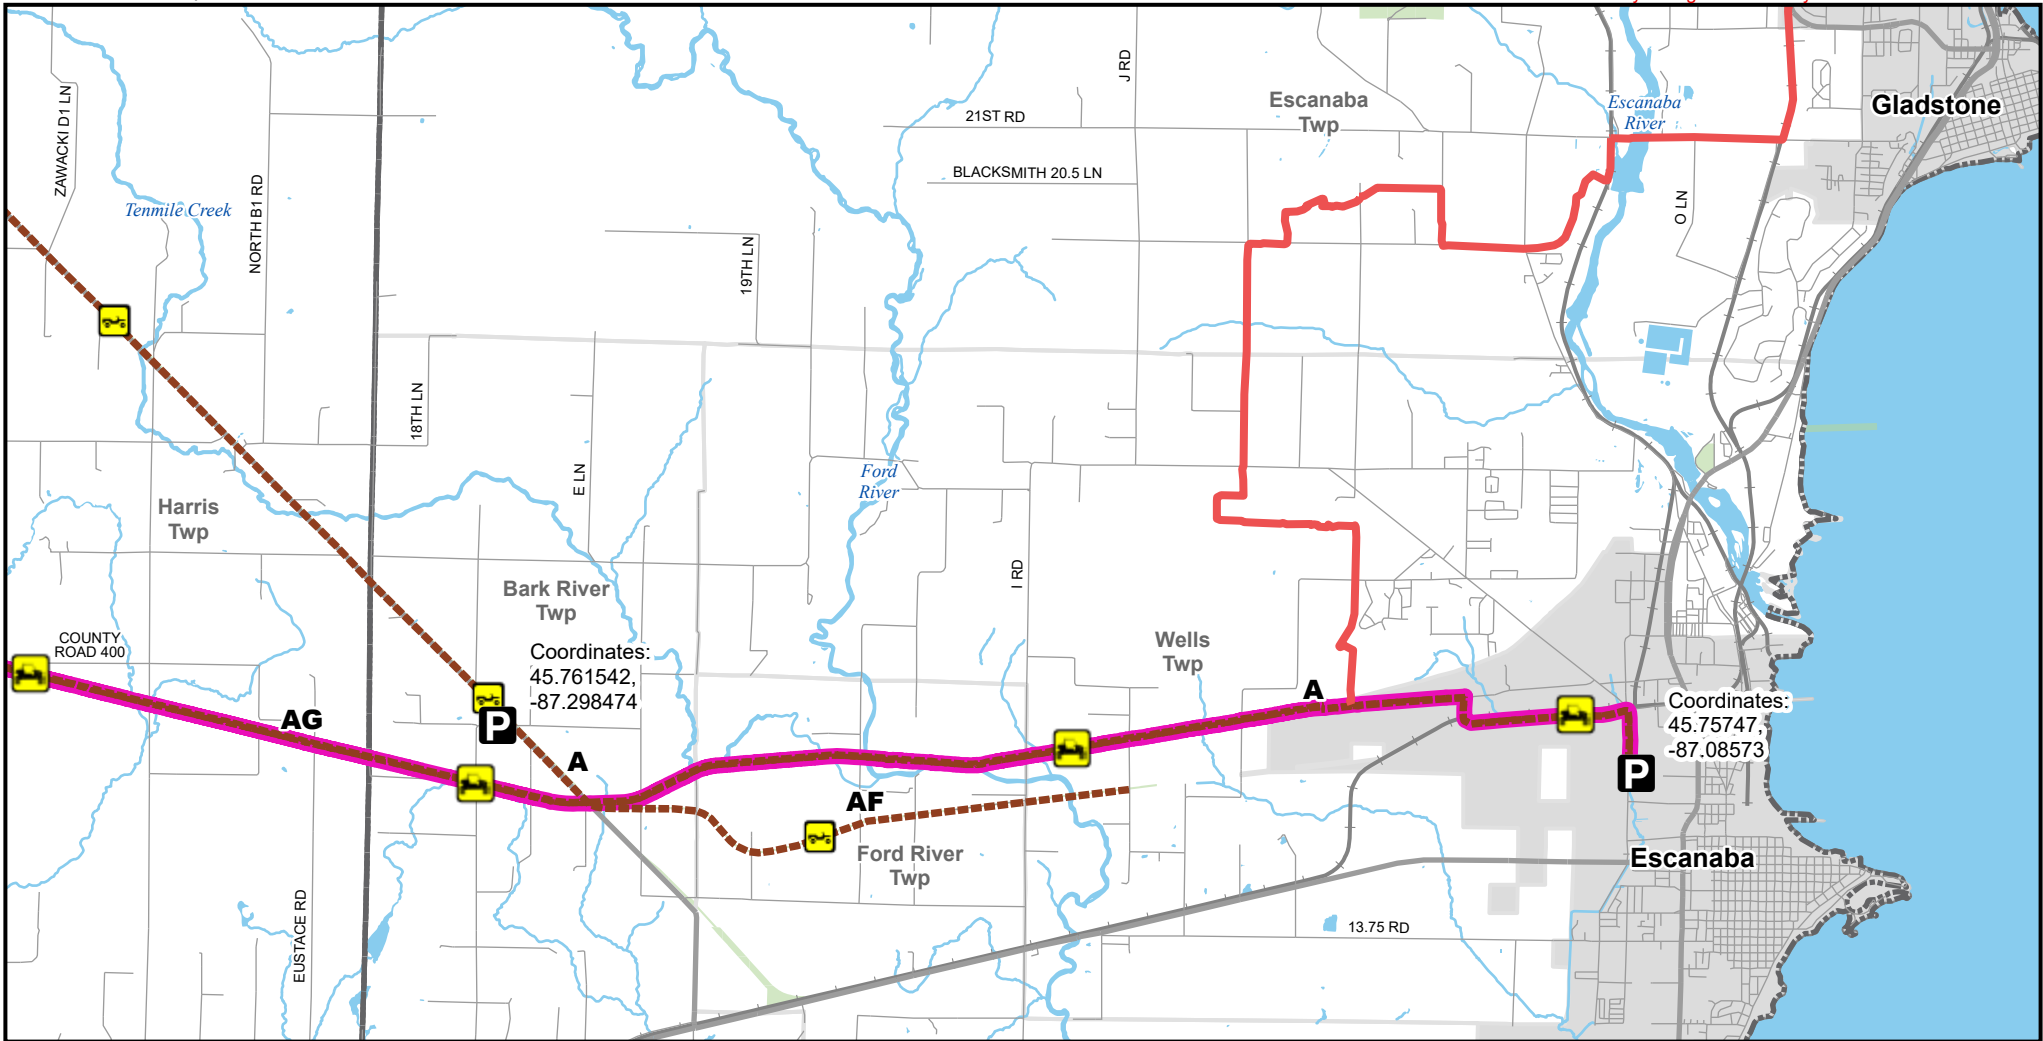 J RD
ZAWACKI D1 LN
Escanaba
Twp
Escanaba
River
Gladstone
21ST RD
BLACKSMITH 20.5 LN
Tenmile Creek
NORTH B1 RD
O LN
19TH LN
18TH LN
E LN
Ford
River
Harris
Twp
I RD
Bark River
Twp
COUNTY
ROAD 400
Coordinates:
45.761542,
-87.298474
Wells
Twp
P
AG
A
A
Coordinates:
45.75747,
-87.08573
P
AF
Ford River
Twp
Escanaba
EUSTACE RD
13.75 RD